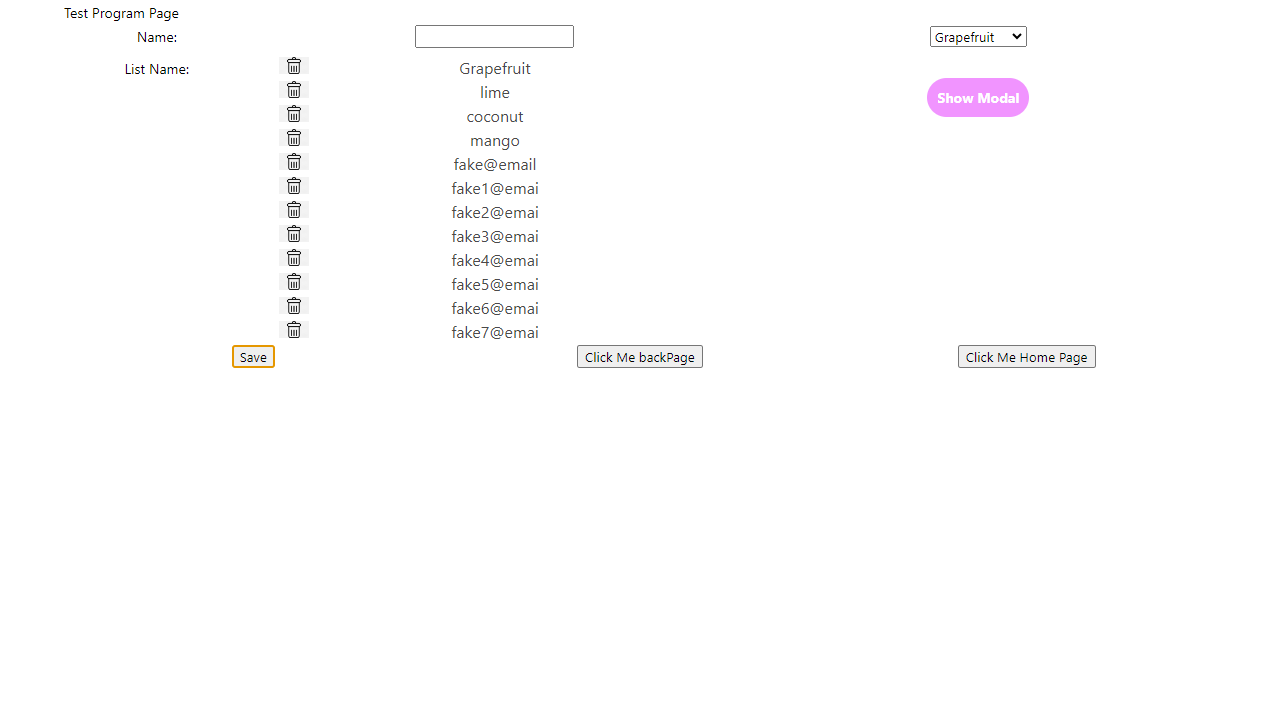 Test Program Page
Name: Grapefruit
List Name: Grapefruit
lime
Show Modal
coconut
mango
fake@email
fake1@emai
fake2@emai
fake3@emai
fake4@emai
fake5@emai
fake6@emai
fake7@emai
Save Click Me backPage Click Me Home Page